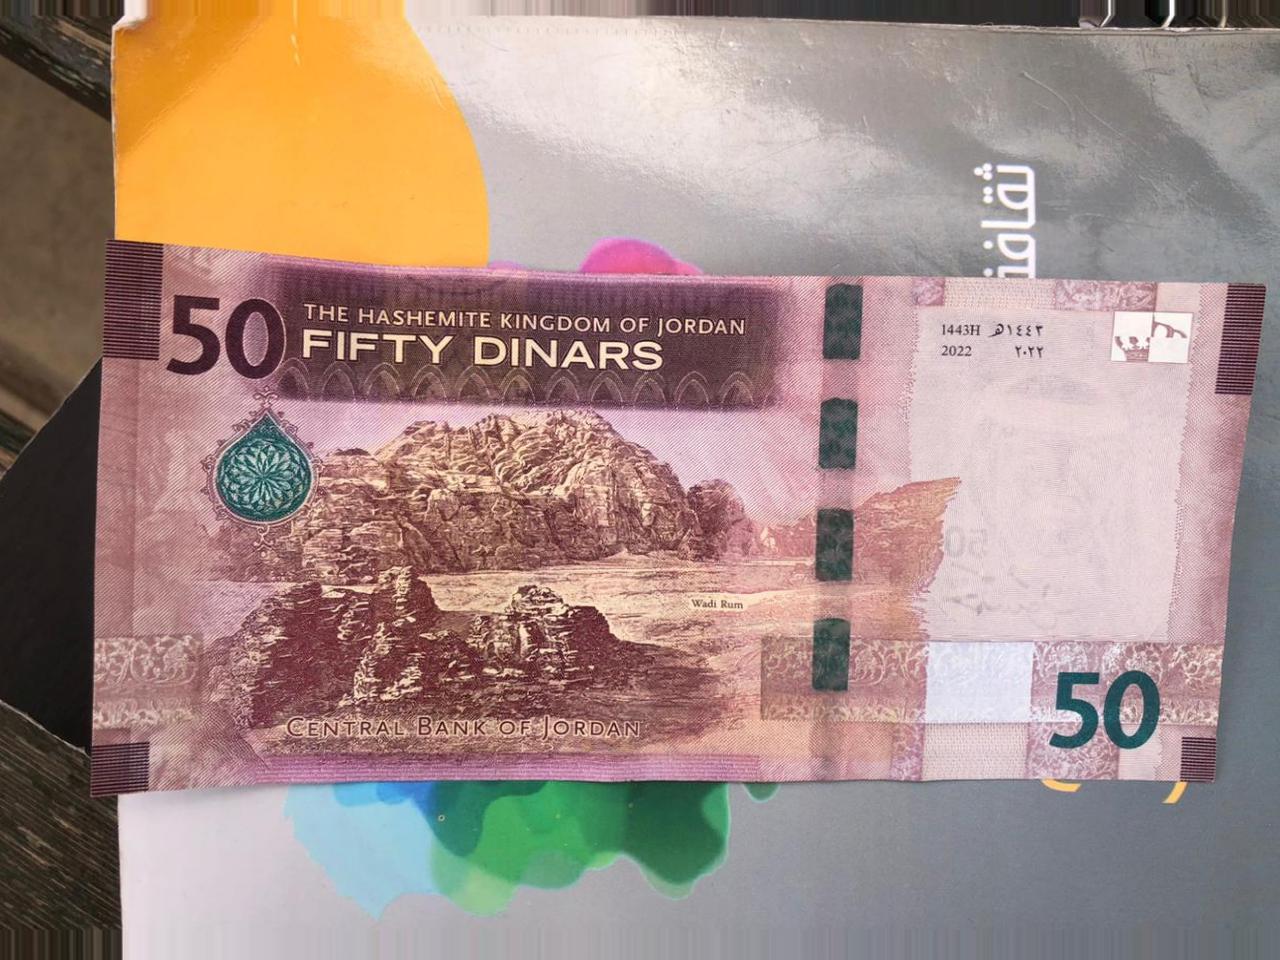 ثقافة
50
THE HASHEMITE KINGDOM OF JORDAN
FIFTY DINARS
1443H ١٤٤٣هـ
2022 ٢٠٢٢
Wadi Rum
CENTRAL BANK OF JORDAN
50